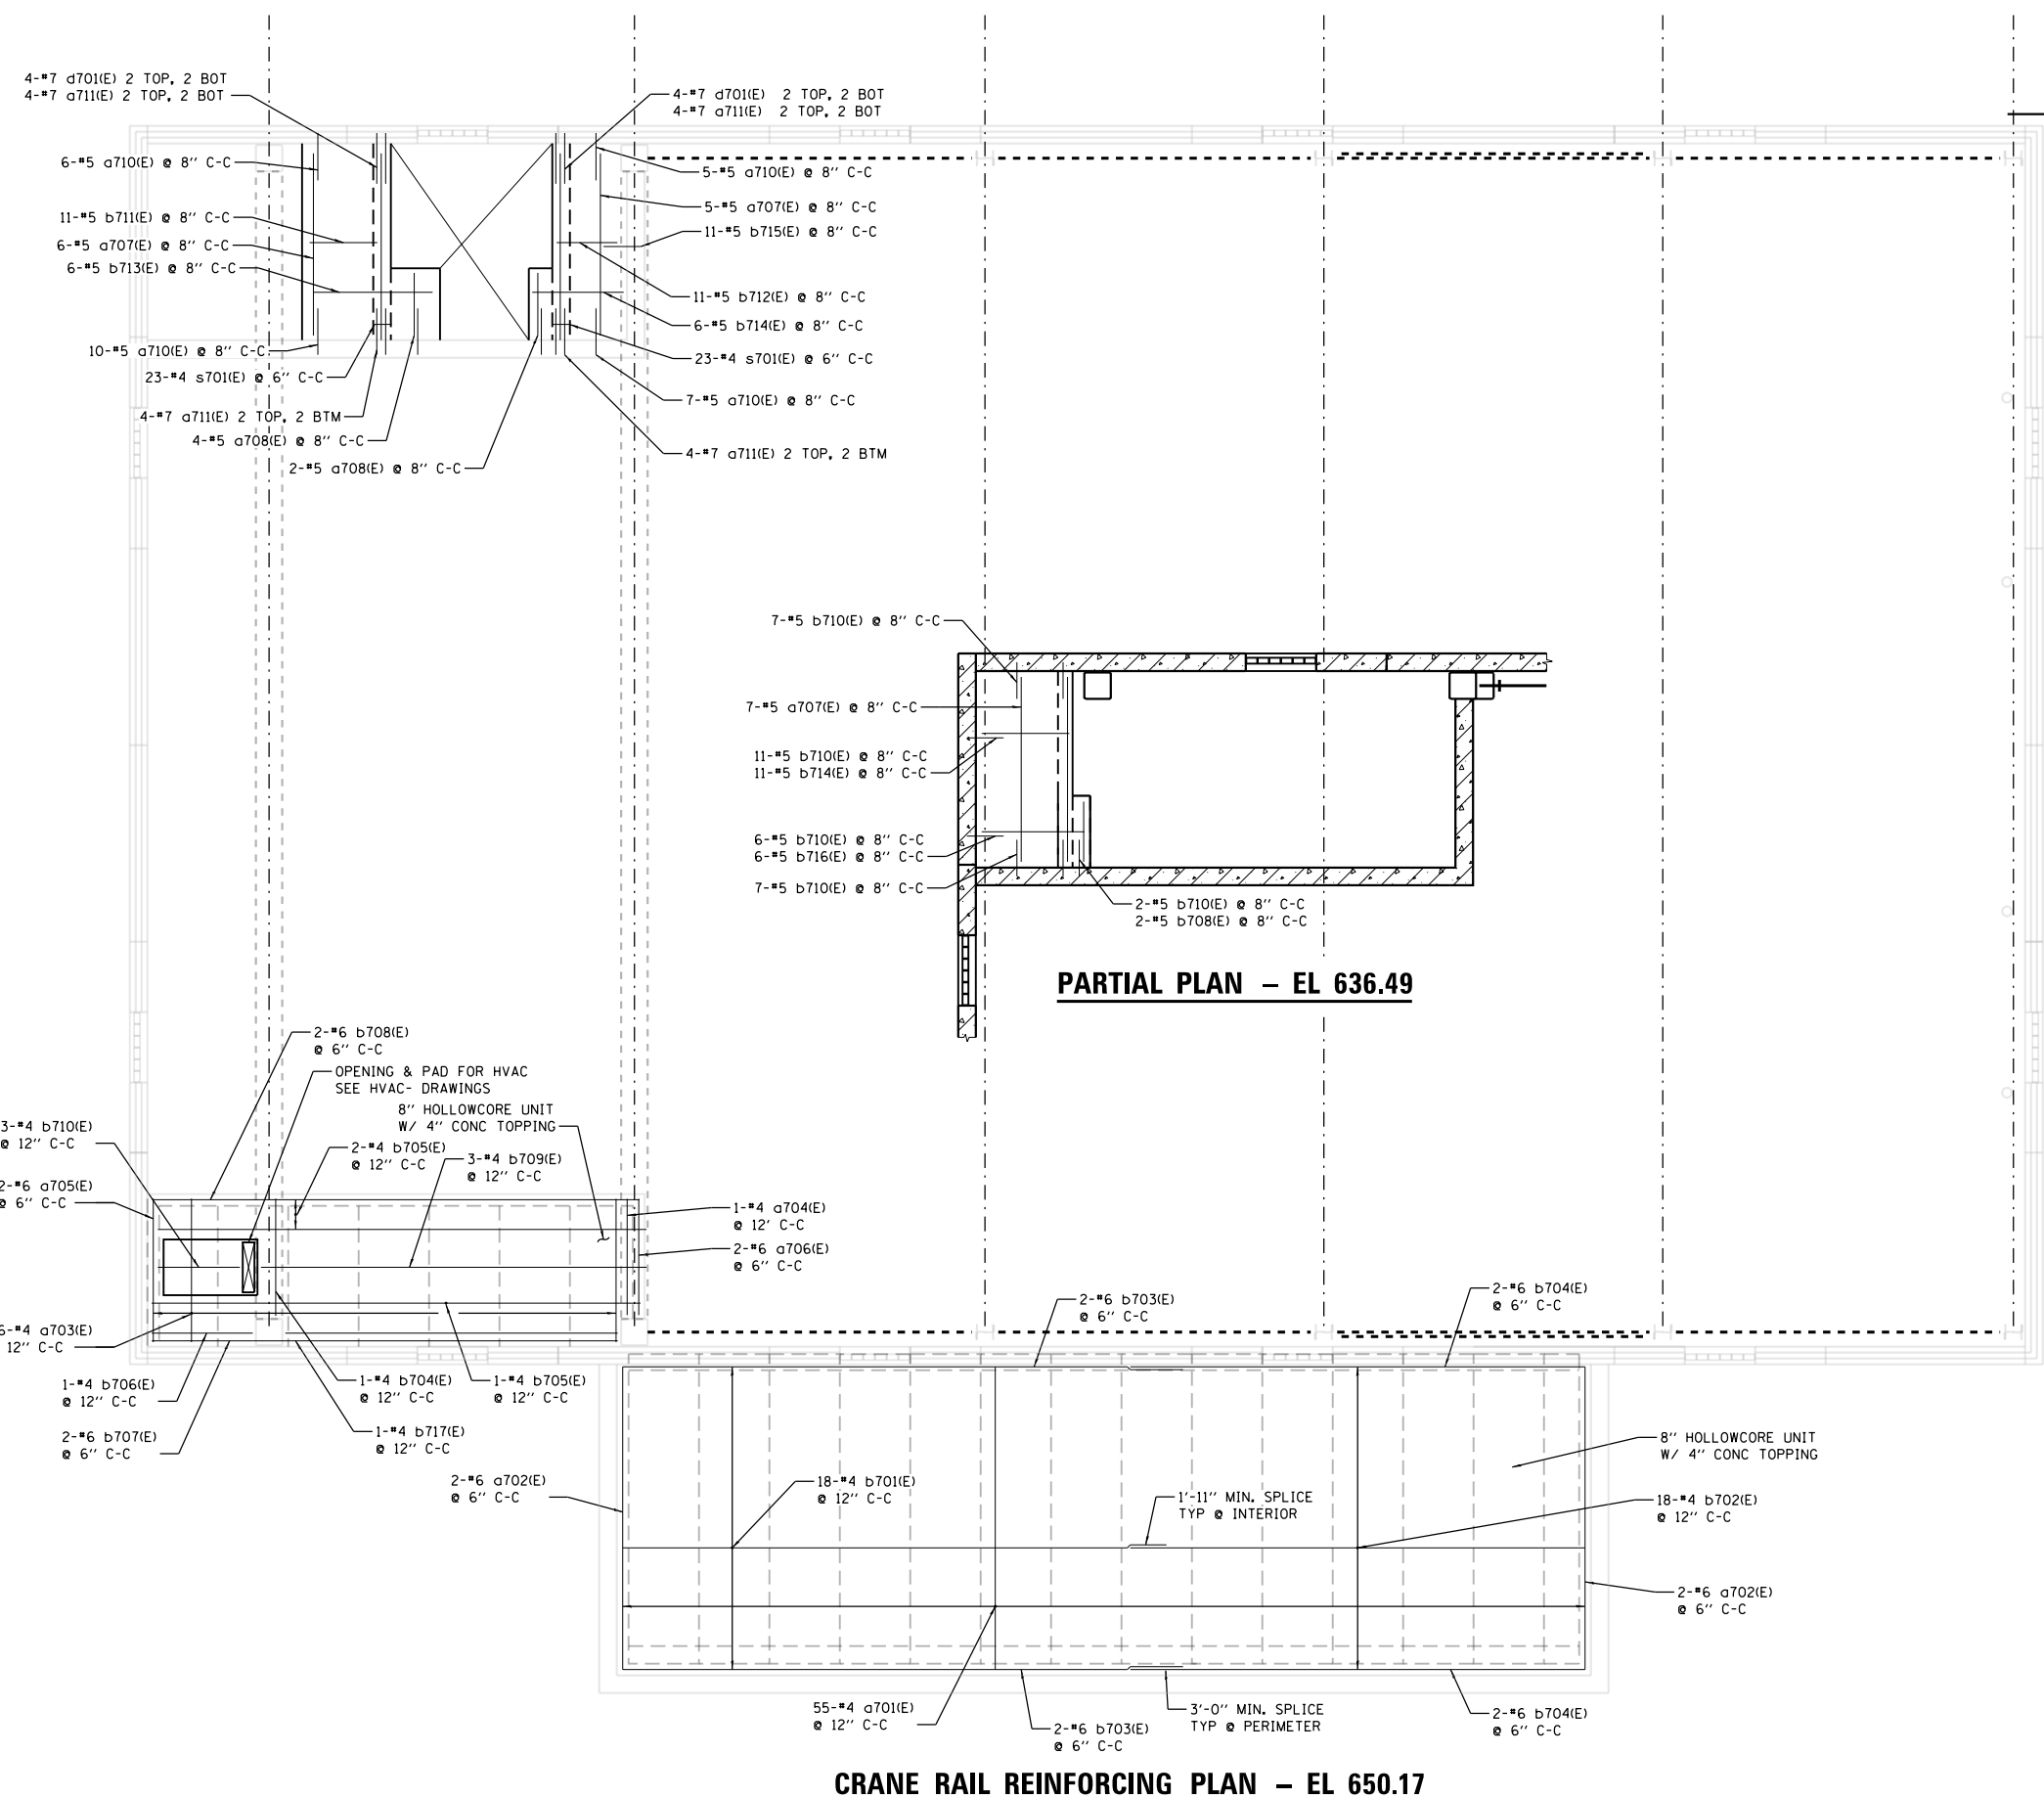 4-#7 d701(E) 2 TOP, 2 BOT
4-#7 a711(E) 2 TOP, 2 BOT
4-#7 d701(E) 2 TOP, 2 BOT
4-#7 a711(E) 2 TOP, 2 BOT
6-#5 a710(E) @ 8" C-C
5-#5 a710(E) @ 8" C-C
5-#5 a707(E) @ 8" C-C
11-#5 b711(E) @ 8" C-C
11-#5 b715(E) @ 8" C-C
6-#5 a707(E) @ 8" C-C
6-#5 b713(E) @ 8" C-C
11-#5 b712(E) @ 8" C-C
6-#5 b714(E) @ 8" C-C
10-#5 a710(E) @ 8" C-C
23-#4 s701(E) @ 6" C-C
23-#4 s701(E) @ 6" C-C
7-#5 a710(E) @ 8" C-C
4-#7 a711(E) 2 TOP, 2 BTM
4-#5 a708(E) @ 8" C-C
4-#7 a711(E) 2 TOP, 2 BTM
2-#5 a708(E) @ 8" C-C
7-#5 b710(E) @ 8" C-C
7-#5 a707(E) @ 8" C-C
11-#5 b710(E) @ 8" C-C
11-#5 b714(E) @ 8" C-C
6-#5 b710(E) @ 8" C-C
6-#5 b716(E) @ 8" C-C
7-#5 b710(E) @ 8" C-C
2-#5 b710(E) @ 8" C-C
2-#5 b708(E) @ 8" C-C
PARTIAL PLAN – EL 636.49
2-#6 b708(E)
@ 6" C-C
OPENING & PAD FOR HVAC
SEE HVAC- DRAWINGS
8" HOLLOWCORE UNIT
W/ 4" CONC TOPPING
3-#4 b710(E)
@ 12" C-C
2-#4 b705(E)
@ 12" C-C
3-#4 b709(E)
@ 12" C-C
2-#6 a705(E)
@ 6" C-C
1-#4 a704(E)
@ 12' C-C
2-#6 a706(E)
@ 6" C-C
6-#4 a703(E)
12" C-C
2-#6 b703(E)
@ 6" C-C
2-#6 b704(E)
@ 6" C-C
1-#4 b706(E)
@ 12" C-C
1-#4 b704(E)
@ 12" C-C
1-#4 b705(E)
@ 12" C-C
2-#6 b707(E)
@ 6" C-C
1-#4 b717(E)
@ 12" C-C
8" HOLLOWCORE UNIT
W/ 4" CONC TOPPING
2-#6 a702(E)
@ 6" C-C
18-#4 b701(E)
@ 12" C-C
1'-11" MIN. SPLICE
TYP @ INTERIOR
18-#4 b702(E)
@ 12" C-C
2-#6 a702(E)
@ 6" C-C
55-#4 a701(E)
@ 12" C-C
2-#6 b703(E)
@ 6" C-C
3'-0" MIN. SPLICE
TYP @ PERIMETER
2-#6 b704(E)
@ 6" C-C
CRANE RAIL REINFORCING PLAN – EL 650.17